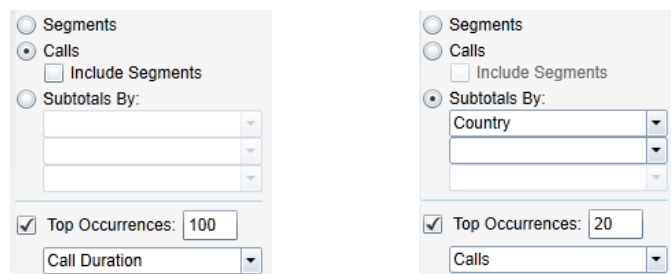 Segments
Calls
Include Segments
Subtotals By:
Top Occurrences: 100
Call Duration
Segments
Calls
Include Segments
Subtotals By:
Country
Top Occurrences: 20
Calls